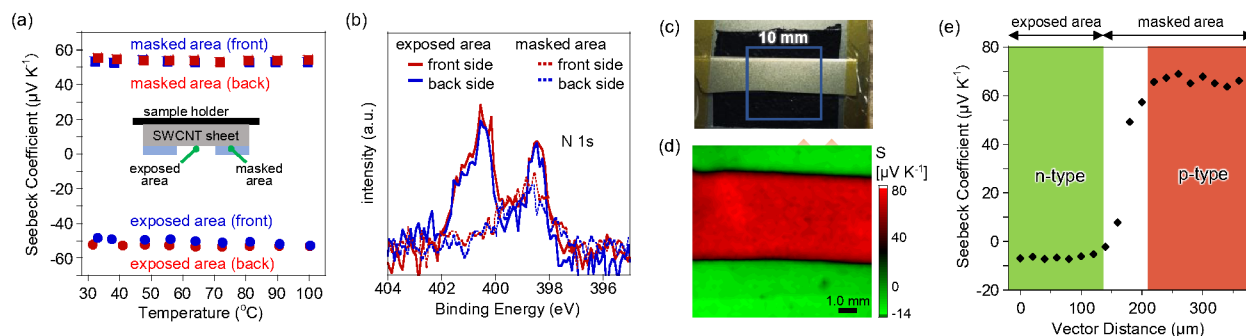 (a)
Seebeck Coefficient (µV K⁻¹)
60
40
20
0
-20
-40
-60
masked area (front)
masked area (back)
sample holder
SWCNT sheet
exposed
area
masked
area
exposed area (front)
exposed area (back)
30 40 50 60 70 80 90 100
Temperature (°C)
(b)
intensity (a.u.)
exposed area
front side
back side
masked area
front side
back side
N 1s
404 402 400 398 396
Binding Energy (eV)
(c)
10 mm
(d)
S
[µV K⁻¹]
80
40
0
-14
1.0 mm
(e)
exposed area masked area
Seebeck Coefficient (µV K⁻¹)
80
60
40
20
0
-20
n-type
p-type
0 100 200 300
Vector Distance (µm)